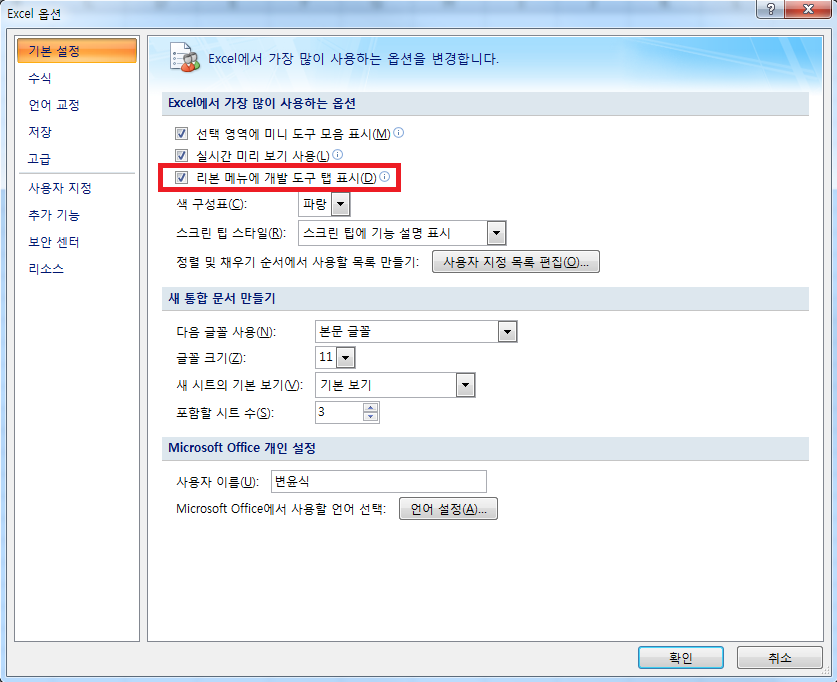 Excel 옵션
기본 설정
수식
언어 교정
저장
고급
사용자 지정
추가 기능
보안 센터
리소스
Excel에서 가장 많이 사용하는 옵션을 변경합니다.
Excel에서 가장 많이 사용하는 옵션
선택 영역에 미니 도구 모음 표시(M)
실시간 미리 보기 사용(L)
리본 메뉴에 개발 도구 탭 표시(D)
색 구성표(C): 파랑
스크린 팁 스타일(R): 스크린 팁에 기능 설명 표시
정렬 및 채우기 순서에서 사용할 목록 만들기: 사용자 지정 목록 편집(O)...
새 통합 문서 만들기
다음 글꼴 사용(N): 본문 글꼴
글꼴 크기(Z): 11
새 시트의 기본 보기(V): 기본 보기
포함할 시트 수(S): 3
Microsoft Office 개인 설정
사용자 이름(U): 변윤식
Microsoft Office에서 사용할 언어 선택: 언어 설정(A)...
확인 취소